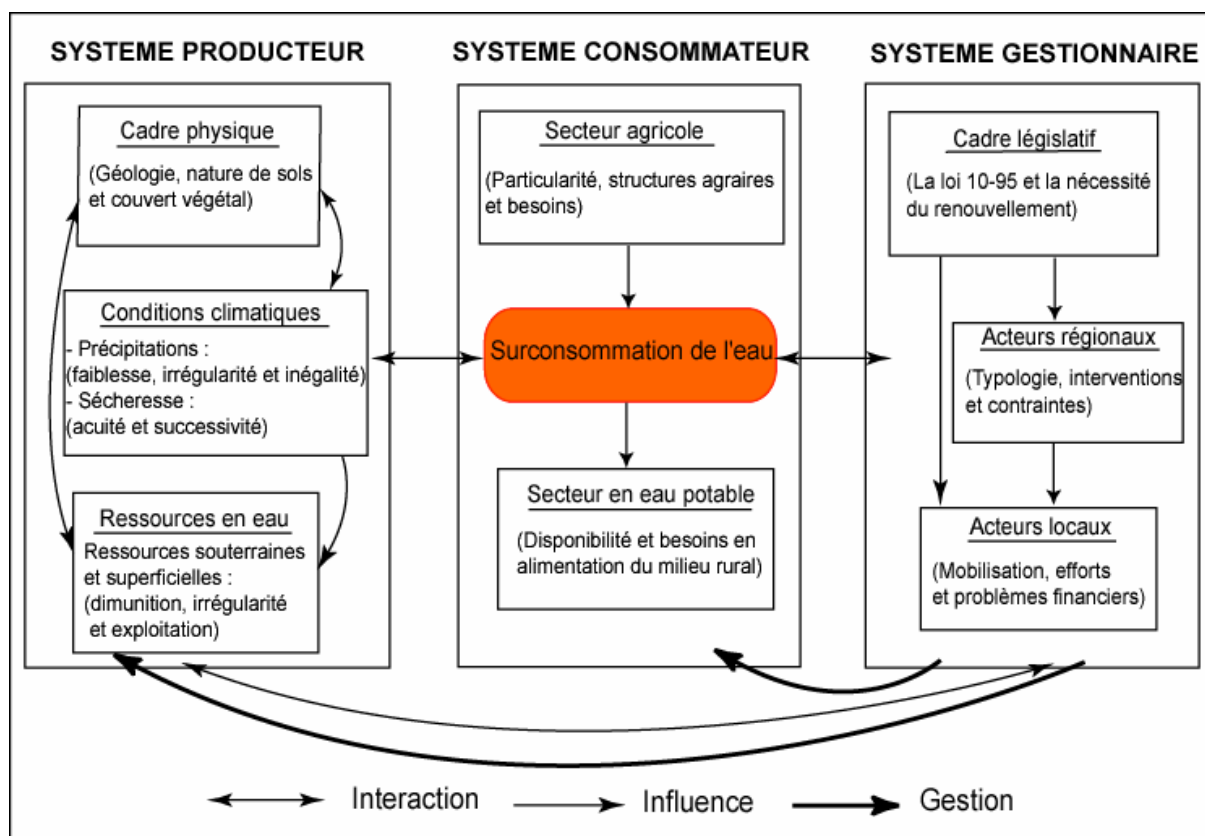 SYSTEME PRODUCTEUR
Cadre physique
(Géologie, nature de sols
et couvert végétal)
Conditions climatiques
- Précipitations :
(faiblesse, irrégularité et inégalité)
- Sécheresse :
(acuité et successivité)
Ressources en eau
Ressources souterraines
et superficielles :
(dimunition, irrégularité
et exploitation)
SYSTEME CONSOMMATEUR
Secteur agricole
(Particularité, structures agraires
et besoins)
Surconsommation de l'eau
Secteur en eau potable
(Disponibilité et besoins en
alimentation du milieu rural)
SYSTEME GESTIONNAIRE
Cadre législatif
(La loi 10-95 et la nécessité
du renouvellement)
Acteurs régionaux
(Typologie, interventions
et contraintes)
Acteurs locaux
(Mobilisation, efforts
et problèmes financiers)
Interaction
Influence
Gestion